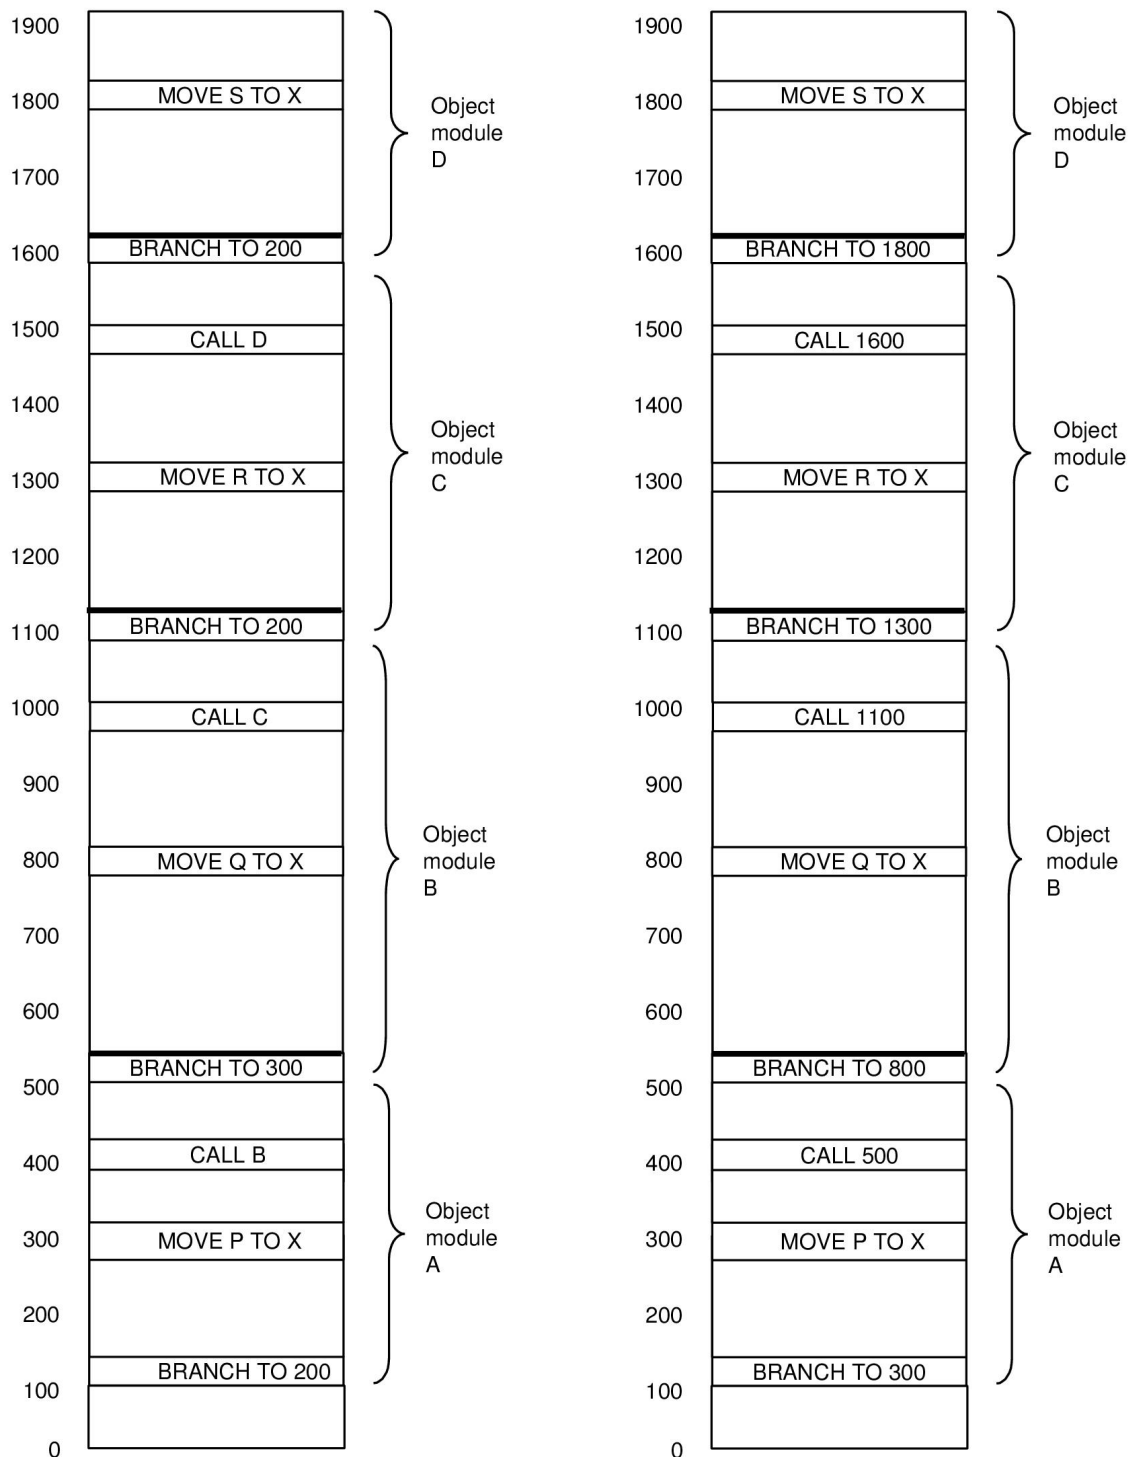 1900
MOVE S TO X
1800
Object
module
D
1700
BRANCH TO 200
1600
1500
CALL D
1400
Object
module
C
1300
MOVE R TO X
1200
BRANCH TO 200
1100
1000
CALL C
900
Object
module
B
800
MOVE Q TO X
700
600
BRANCH TO 300
500
400
CALL B
Object
module
A
300
MOVE P TO X
200
BRANCH TO 200
100
0
1900
MOVE S TO X
1800
Object
module
D
1700
BRANCH TO 1800
1600
1500
CALL 1600
1400
Object
module
C
1300
MOVE R TO X
1200
BRANCH TO 1300
1100
1000
CALL 1100
900
Object
module
B
800
MOVE Q TO X
700
600
BRANCH TO 800
500
400
CALL 500
Object
module
A
300
MOVE P TO X
200
BRANCH TO 300
100
0